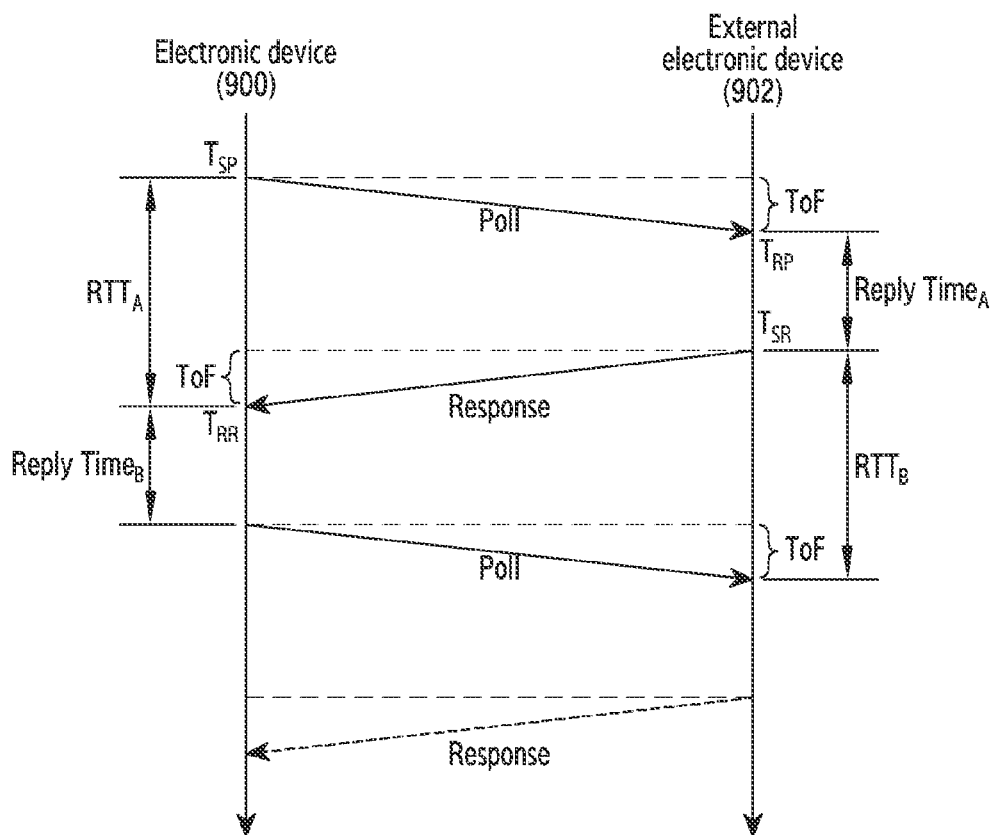 Electronic device
(900)
External
electronic device
(902)
T_SP
ToF
Poll
T_RP
RTT_A
Reply Time_A
T_SR
ToF
Response
T_RR
Reply Time_B
RTT_B
ToF
Poll
Response